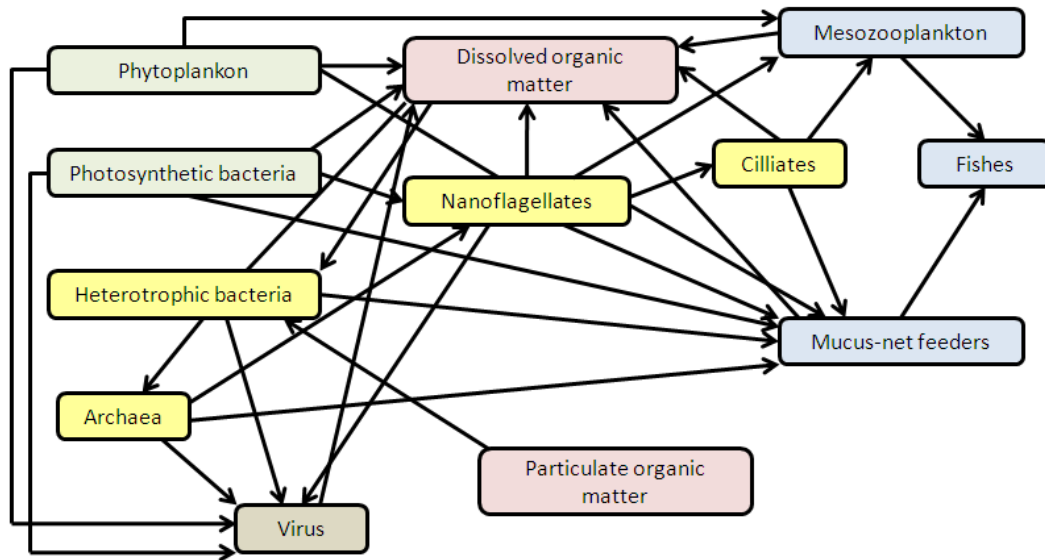 Mesozooplankton
Phytoplankon
Dissolved organic
matter
Photosynthetic bacteria
Cilliates
Fishes
Nanoflagellates
Heterotrophic bacteria
Mucus-net feeders
Archaea
Particulate organic
matter
Virus